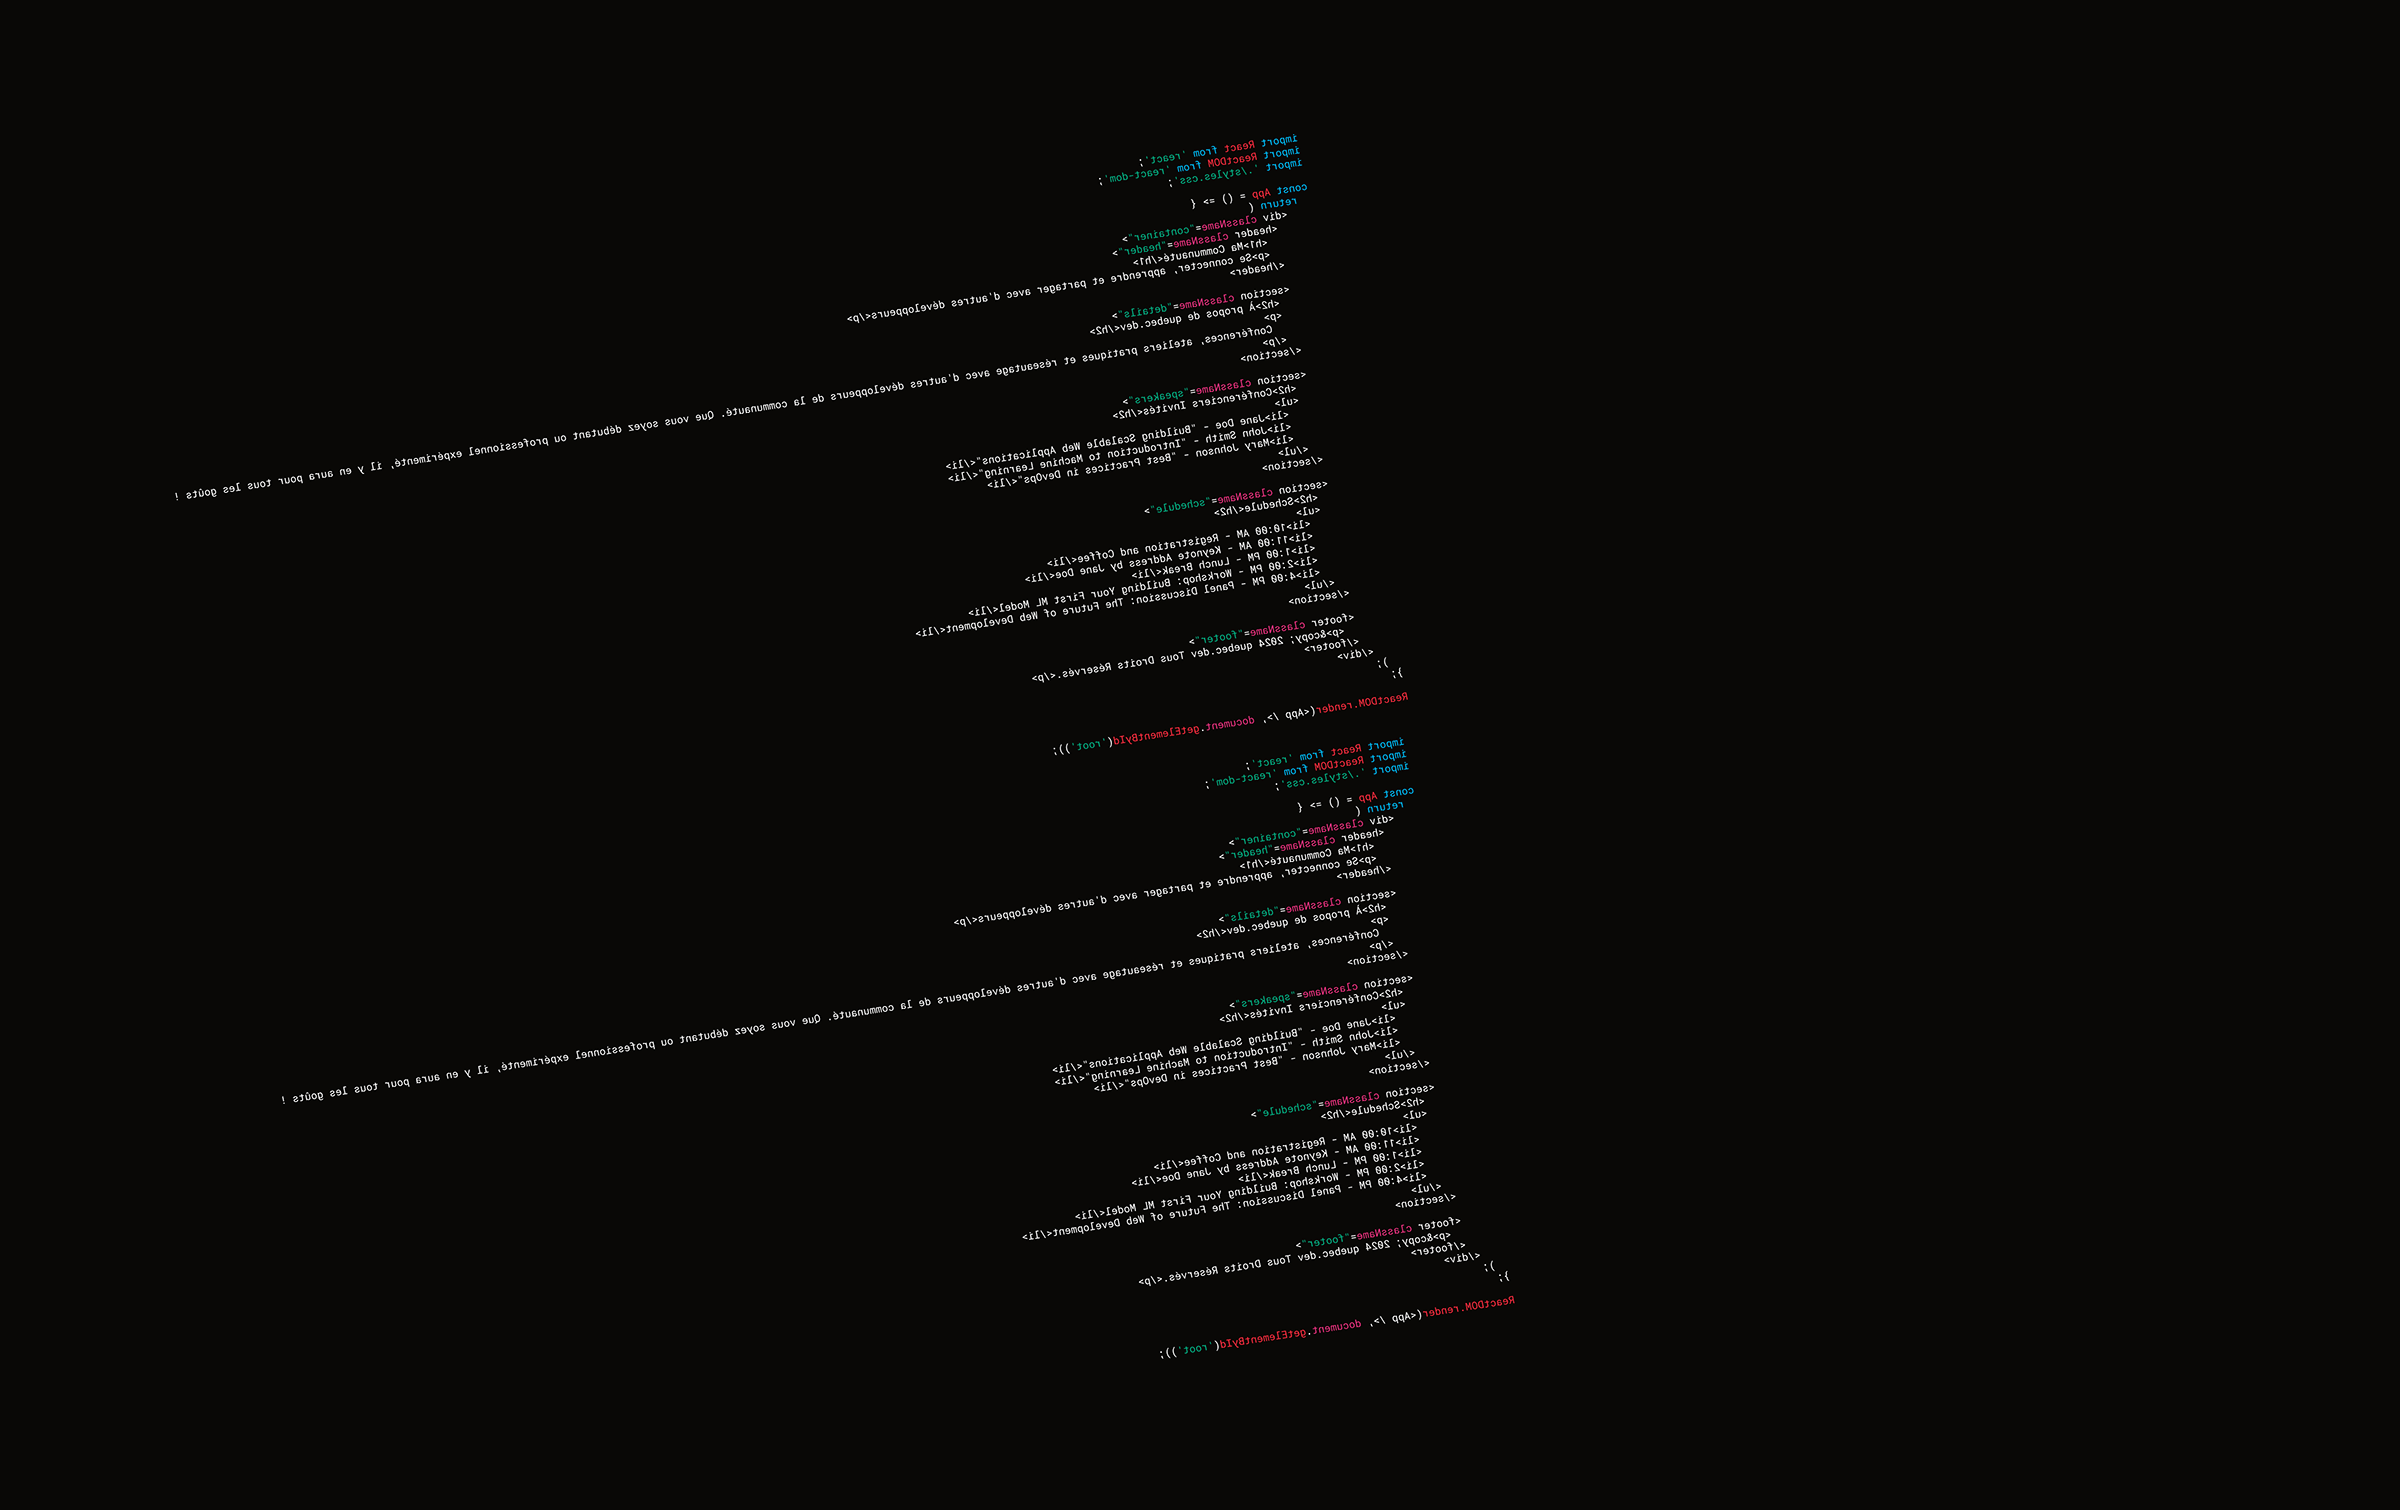 import React from 'react';
import ReactDOM from 'react-dom';
import './styles.css';
const App = () => {
return (
<div className="container">
<header className="header">
<h1>Ma Communauté</h1>
<p>Se connecter, apprendre et partager avec d'autres développeurs</p>
</header>
<section className="details">
<h2>À propos de quebec.dev</h2>
<p>
Conférences, ateliers pratiques et réseautage avec d'autres développeurs de la communauté. Que vous soyez débutant ou professionnel expérimenté, il y en aura pour tous les goûts !
</p>
</section>
<section className="speakers">
<h2>Conférenciers Invités</h2>
<ul>
<li>Jane Doe - "Building Scalable Web Applications"</li>
<li>John Smith - "Introduction to Machine Learning"</li>
<li>Mary Johnson - "Best Practices in DevOps"</li>
</ul>
</section>
<section className="schedule">
<h2>Schedule</h2>
<ul>
<li>10:00 AM - Registration and Coffee</li>
<li>11:00 AM - Keynote Address by Jane Doe</li>
<li>1:00 PM - Lunch Break</li>
<li>2:00 PM - Workshop: Building Your First ML Model</li>
<li>4:00 PM - Panel Discussion: The Future of Web Development</li>
</ul>
</section>
<footer className="footer">
<p>&copy; 2024 quebec.dev Tous Droits Réservés.</p>
</footer>
</div>
);
};
ReactDOM.render(<App />, document.getElementById('root'));
import React from 'react';
import ReactDOM from 'react-dom';
import './styles.css';
const App = () => {
return (
<div className="container">
<header className="header">
<h1>Ma Communauté</h1>
<p>Se connecter, apprendre et partager avec d'autres développeurs</p>
</header>
<section className="details">
<h2>À propos de quebec.dev</h2>
<p>
Conférences, ateliers pratiques et réseautage avec d'autres développeurs de la communauté. Que vous soyez débutant ou professionnel expérimenté, il y en aura pour tous les goûts !
</p>
</section>
<section className="speakers">
<h2>Conférenciers Invités</h2>
<ul>
<li>Jane Doe - "Building Scalable Web Applications"</li>
<li>John Smith - "Introduction to Machine Learning"</li>
<li>Mary Johnson - "Best Practices in DevOps"</li>
</ul>
</section>
<section className="schedule">
<h2>Schedule</h2>
<ul>
<li>10:00 AM - Registration and Coffee</li>
<li>11:00 AM - Keynote Address by Jane Doe</li>
<li>1:00 PM - Lunch Break</li>
<li>2:00 PM - Workshop: Building Your First ML Model</li>
<li>4:00 PM - Panel Discussion: The Future of Web Development</li>
</ul>
</section>
<footer className="footer">
<p>&copy; 2024 quebec.dev Tous Droits Réservés.</p>
</footer>
</div>
);
};
ReactDOM.render(<App />, document.getElementById('root'));